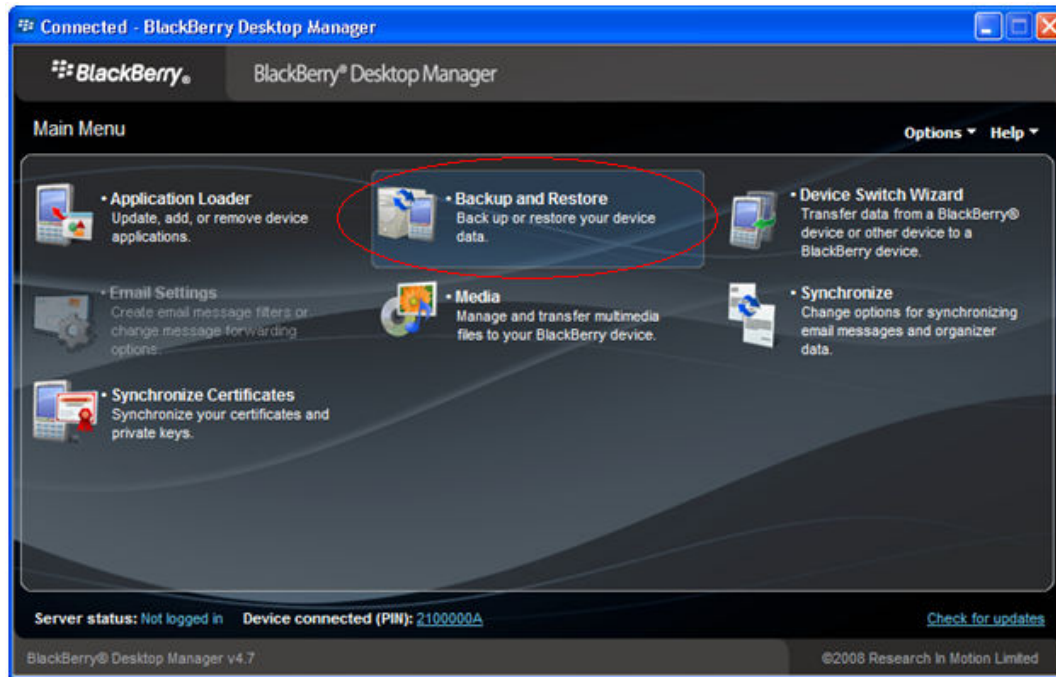 Connected - BlackBerry Desktop Manager
BlackBerry®
BlackBerry® Desktop Manager
Main Menu
Options
Help
• Application Loader
Update, add, or remove device
applications.
• Backup and Restore
Back up or restore your device
data.
• Device Switch Wizard
Transfer data from a BlackBerry®
device or other device to a
BlackBerry device.
• Email Settings
Create email message filters or
change message forwarding
options.
• Media
Manage and transfer multimedia
files to your BlackBerry device.
• Synchronize
Change options for synchronizing
email messages and organizer
data.
• Synchronize Certificates
Synchronize your certificates and
private keys.
Server status: Not logged in Device connected (PIN): 2100000A
Check for updates
BlackBerry® Desktop Manager v4.7
©2008 Research In Motion Limited